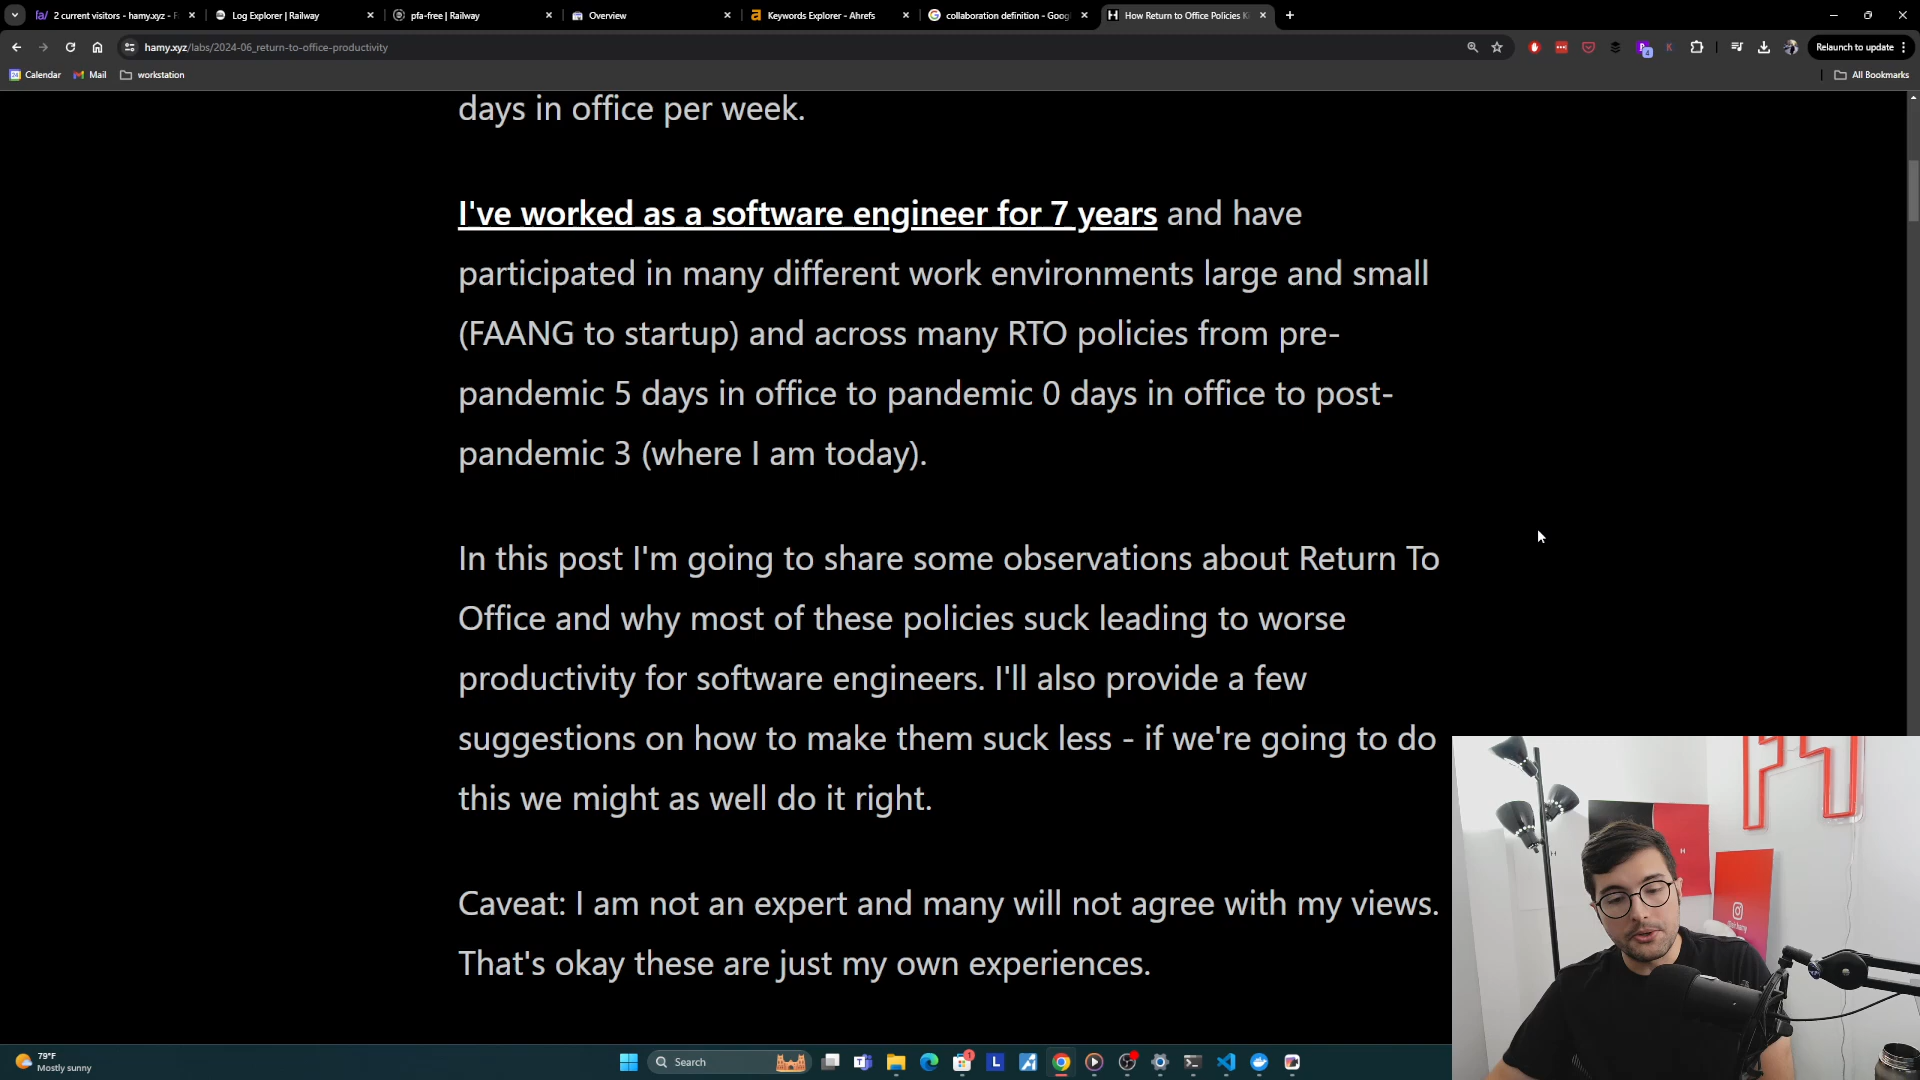 2 current visitors - hamy.xyz - F
Log Explorer | Railway
pfa-free | Railway
Overview
Keywords Explorer - Ahrefs
collaboration definition - Goog
How Return to Office Policies Ki
hamy.xyz/labs/2024-06_return-to-office-productivity
Relaunch to update
Calendar
Mail
workstation
All Bookmarks
days in office per week.
I've worked as a software engineer for 7 years and have
participated in many different work environments large and small
(FAANG to startup) and across many RTO policies from pre-
pandemic 5 days in office to pandemic 0 days in office to post-
pandemic 3 (where I am today).
In this post I'm going to share some observations about Return To
Office and why most of these policies suck leading to worse
productivity for software engineers. I'll also provide a few
suggestions on how to make them suck less - if we're going to do
this we might as well do it right.
Caveat: I am not an expert and many will not agree with my views.
That's okay these are just my own experiences.
79°F
Mostly sunny
Search